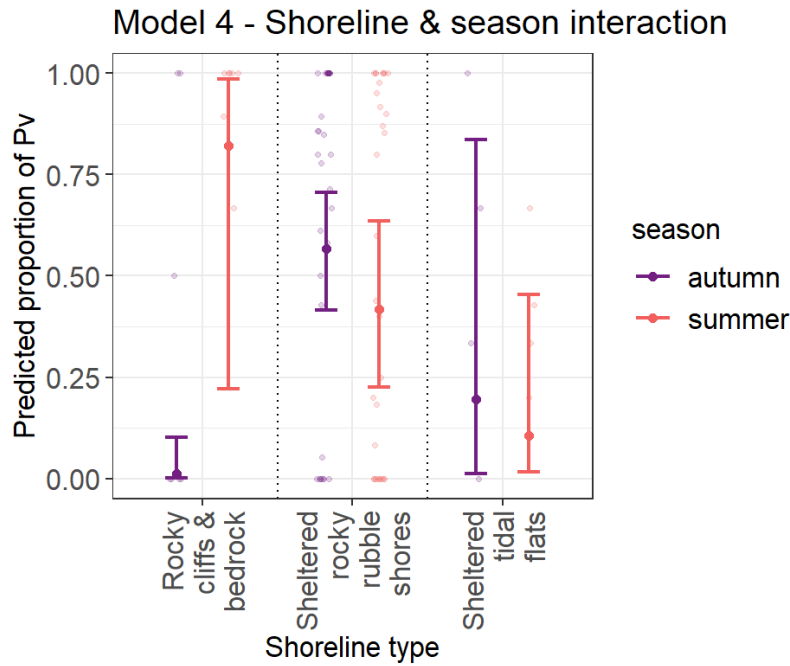 Model 4 - Shoreline & season interaction
Predicted proportion of Pv
1.00
0.75
0.50
0.25
0.00
Rocky
cliffs &
bedrock
Sheltered
rocky
rubble
shores
Sheltered
tidal
flats
Shoreline type
season
autumn
summer